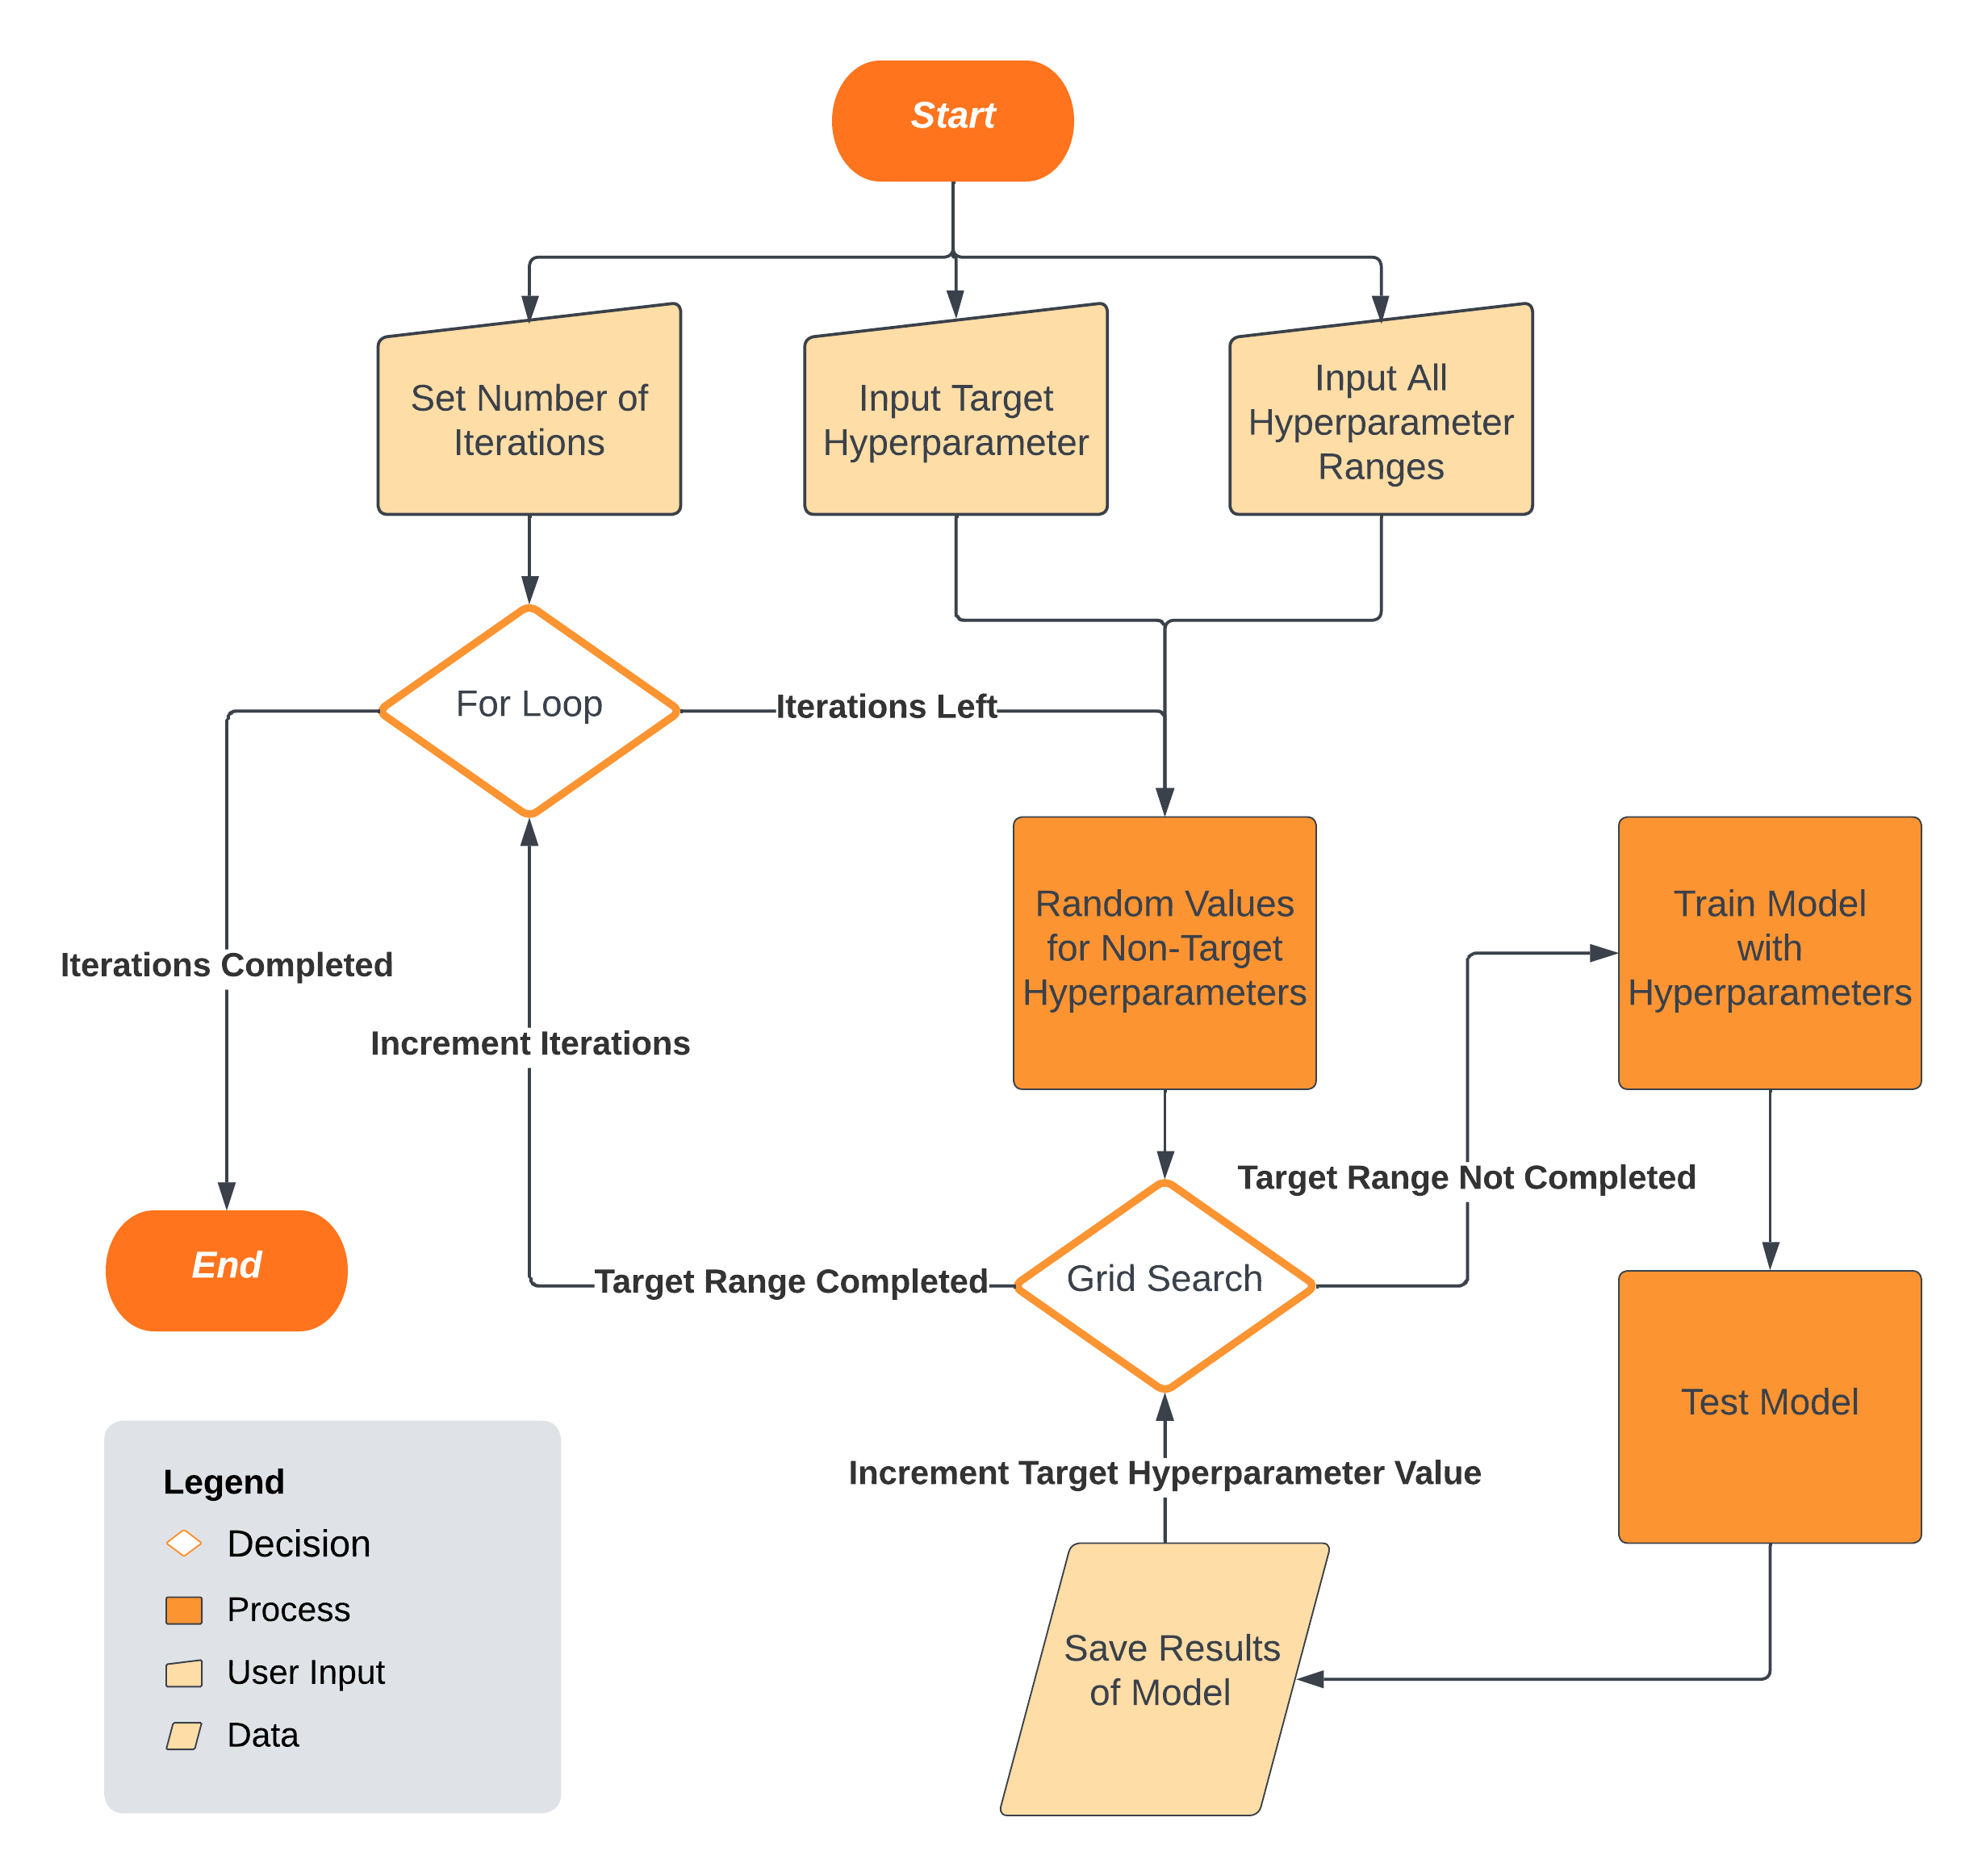 Start
Set Number of
Iterations
Input Target
Hyperparameter
Input All
Hyperparameter
Ranges
For Loop
Iterations Left
Random Values
for Non-Target
Hyperparameters
Train Model
with
Hyperparameters
Iterations Completed
Increment Iterations
Target Range Not Completed
End
Target Range Completed
Grid Search
Test Model
Increment Target Hyperparameter Value
Save Results
of Model
Legend
Decision
Process
User Input
Data